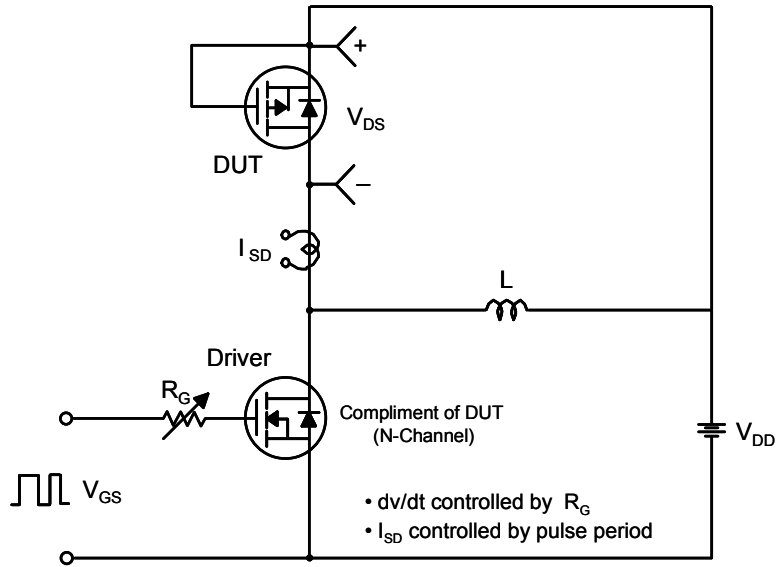 +
V_DS
DUT
–
I_SD
L
Driver
R_G
Compliment of DUT
(N-Channel)
V_DD
V_GS
• dv/dt controlled by R_G
• I_SD controlled by pulse period